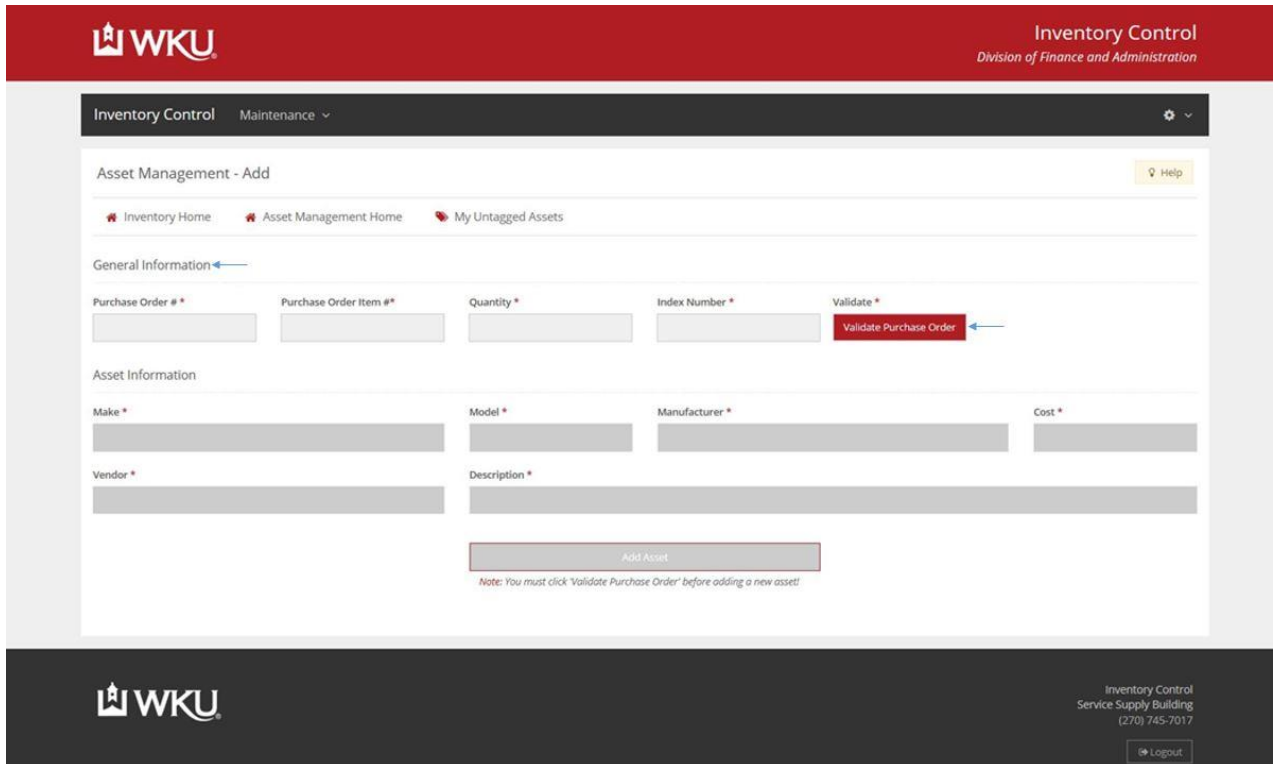 WKU
Inventory Control
Division of Finance and Administration
Inventory Control Maintenance
Asset Management - Add
Help
Inventory Home Asset Management Home My Untagged Assets
General Information
Purchase Order # * Purchase Order Item #* Quantity * Index Number * Validate *
Validate Purchase Order
Asset Information
Make * Model * Manufacturer * Cost *
Vendor * Description *
Add Asset
Note: You must click 'Validate Purchase Order' before adding a new asset!
WKU
Inventory Control
Service Supply Building
(270) 745-7017
Logout